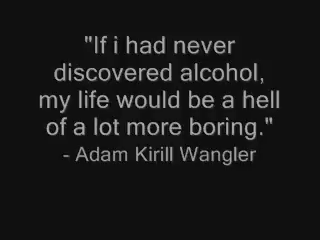 "If i had never
discovered alcohol,
my life would be a hell
of a lot more boring."
- Adam Kirill Wangler